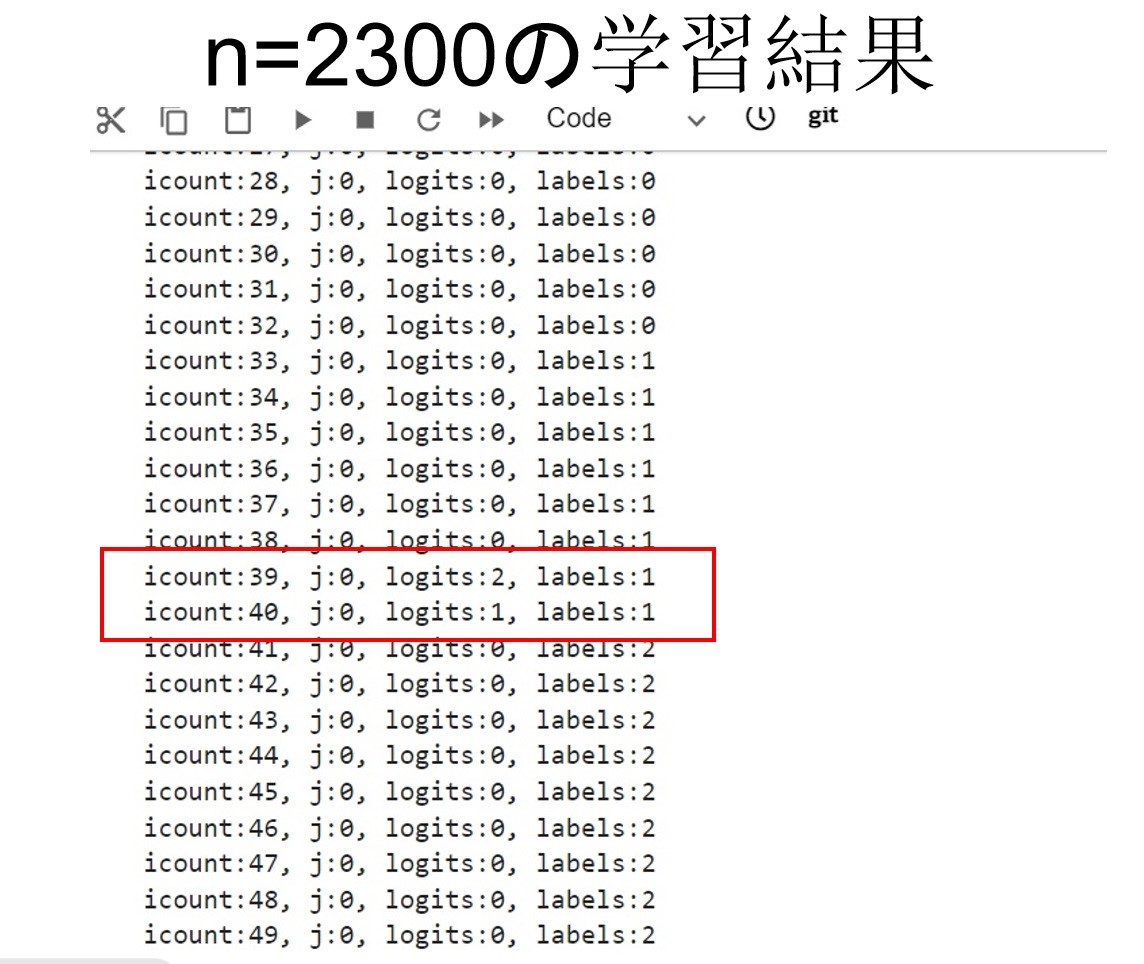 n=2300の学習結果
Code git
icount:28, j:0, logits:0, labels:0
icount:29, j:0, logits:0, labels:0
icount:30, j:0, logits:0, labels:0
icount:31, j:0, logits:0, labels:0
icount:32, j:0, logits:0, labels:0
icount:33, j:0, logits:0, labels:1
icount:34, j:0, logits:0, labels:1
icount:35, j:0, logits:0, labels:1
icount:36, j:0, logits:0, labels:1
icount:37, j:0, logits:0, labels:1
icount:38, j:0, logits:0, labels:1
icount:39, j:0, logits:2, labels:1
icount:40, j:0, logits:1, labels:1
icount:41, j:0, logits:0, labels:2
icount:42, j:0, logits:0, labels:2
icount:43, j:0, logits:0, labels:2
icount:44, j:0, logits:0, labels:2
icount:45, j:0, logits:0, labels:2
icount:46, j:0, logits:0, labels:2
icount:47, j:0, logits:0, labels:2
icount:48, j:0, logits:0, labels:2
icount:49, j:0, logits:0, labels:2